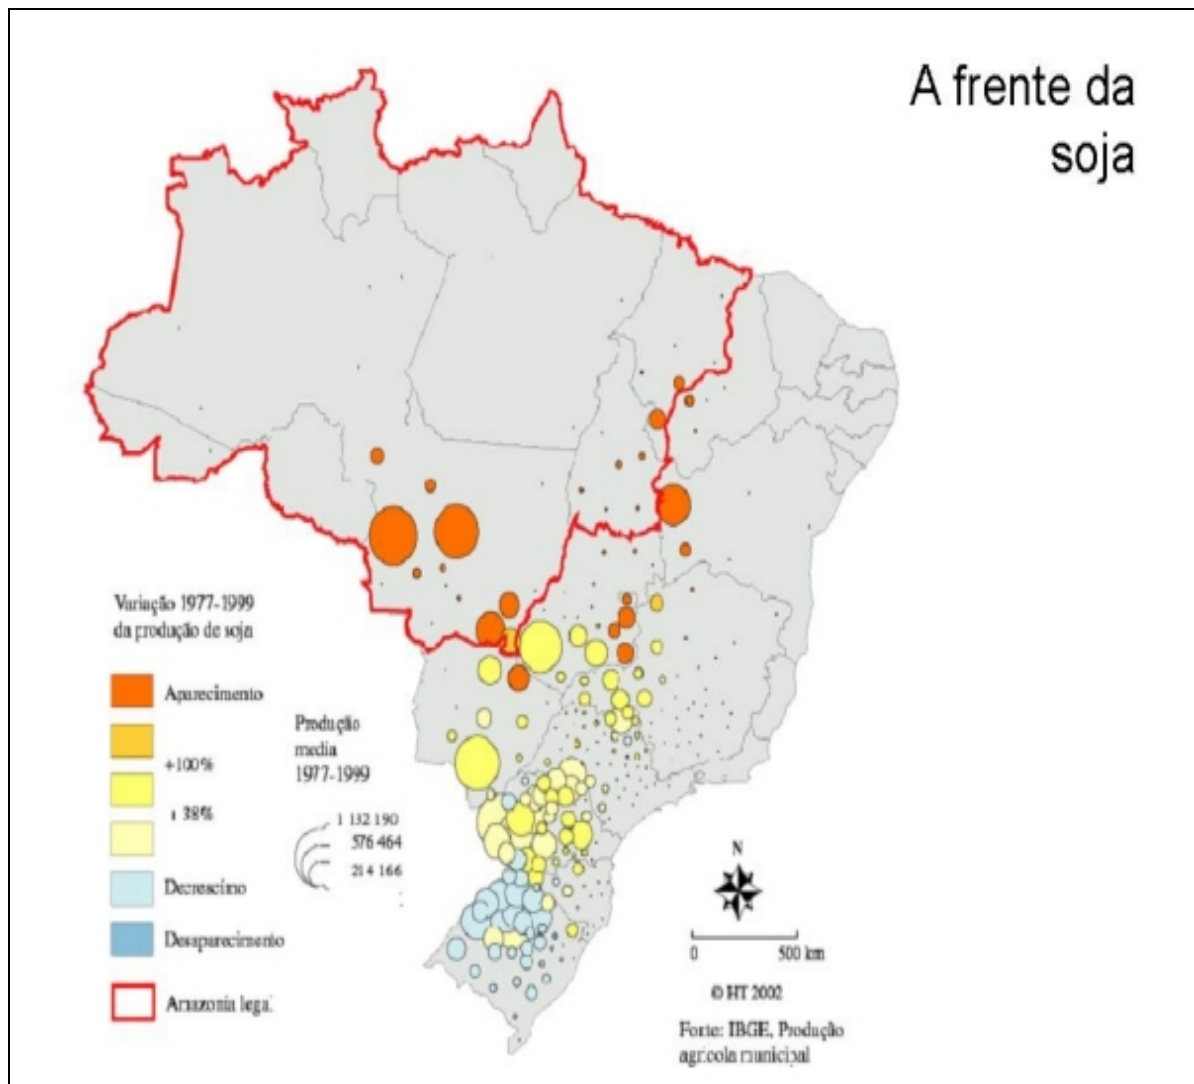 A frente da
soja
Variação 1977-1999
da produção de soja
Aparecimento
+100%
38%
Decrescimo
Desaparecimento
Amazonia legal
Produção
media
1977-1999
1 132 190
576 464
214 166
N
0 500 km
© HT 2002
Fonte: IBGE, Produção
agricola municipal